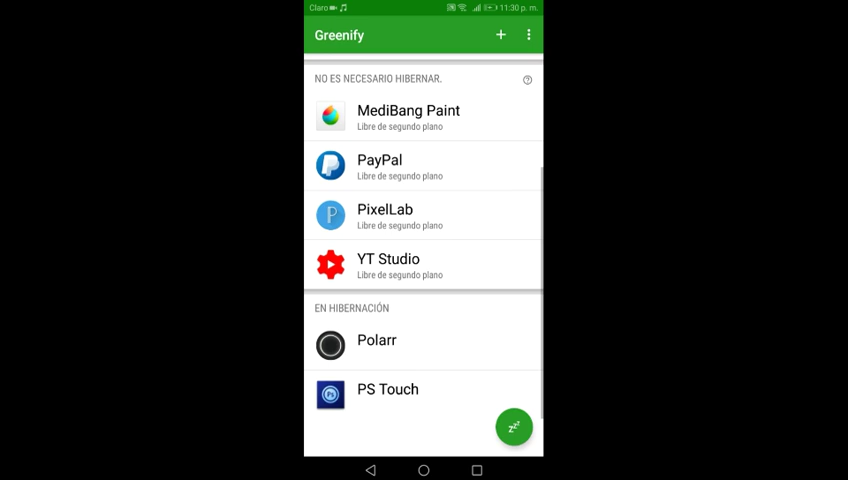 Claro 11:30 p. m.
Greenify
NO ES NECESARIO HIBERNAR.
MediBang Paint
Libre de segundo plano
PayPal
Libre de segundo plano
PixelLab
Libre de segundo plano
YT Studio
Libre de segundo plano
EN HIBERNACIÓN
Polarr
PS Touch
zzz